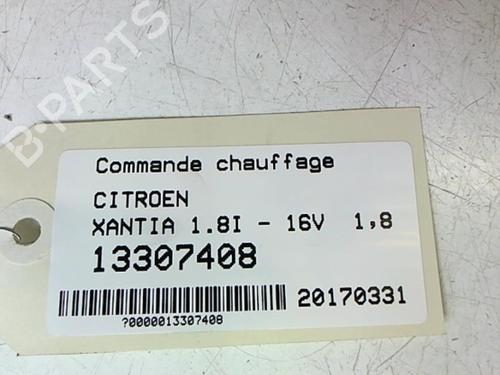 B-PARTS
Commande chauffage
CITROEN
XANTIA 1.8I - 16V 1,8
13307408
20170331
?0000013307408